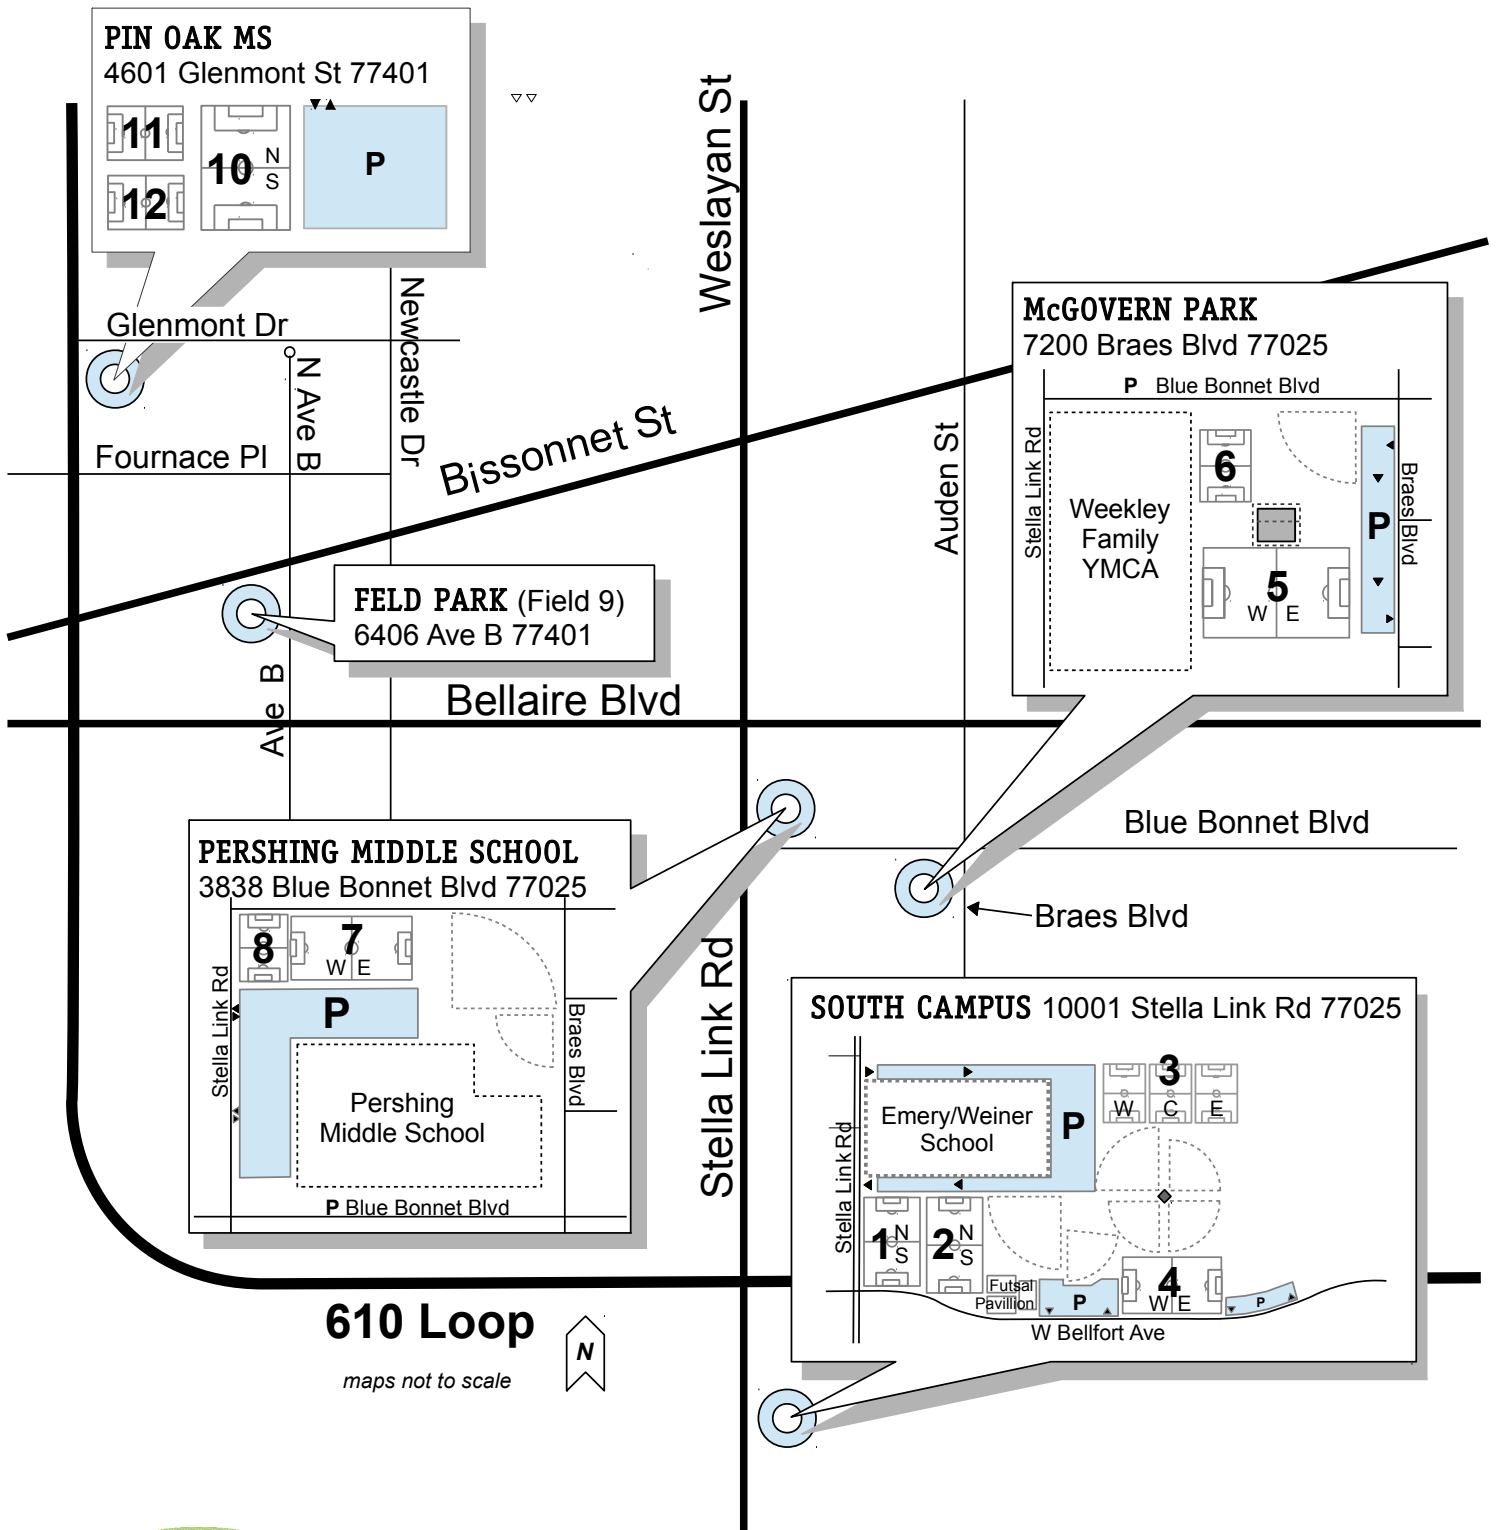 PIN OAK MS
4601 Glenmont St 77401
11
12
10
N
S
P
Weslayan St
Glenmont Dr
N Ave B
Newcastle Dr
Fournace Pl
Bissonnet St
Auden St
McGOVERN PARK
7200 Braes Blvd 77025
P Blue Bonnet Blvd
Stella Link Rd
Weekley
Family
YMCA
6
5
W E
P
Braes Blvd
FELD PARK (Field 9)
6406 Ave B 77401
Ave B
Bellaire Blvd
Blue Bonnet Blvd
Braes Blvd
PERSHING MIDDLE SCHOOL
3838 Blue Bonnet Blvd 77025
8
7
W E
Stella Link Rd
P
Braes Blvd
Pershing
Middle School
P Blue Bonnet Blvd
Stella Link Rd
SOUTH CAMPUS 10001 Stella Link Rd 77025
Stella Link Rd
Emery/Weiner
School
P
3
W C E
1
N
S
2
N
S
Futsal
Pavillion
P
4
W E
P
W Bellfort Ave
610 Loop
N
maps not to scale